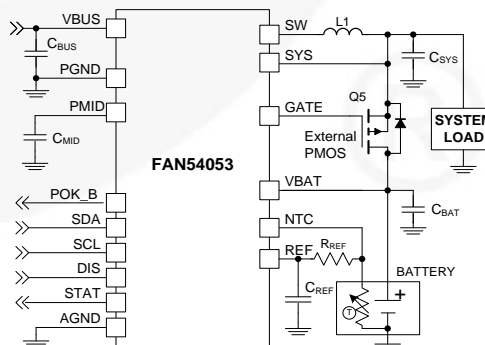 VBUS
CBUS
PGND
PMID
CMID
FAN54053
POK_B
SDA
SCL
DIS
STAT
AGND
SW
L1
SYS
CSYS
Q5
GATE
External
PMOS
SYSTEM
LOAD
VBAT
CBAT
NTC
REF
RREF
CREF
BATTERY
T
+